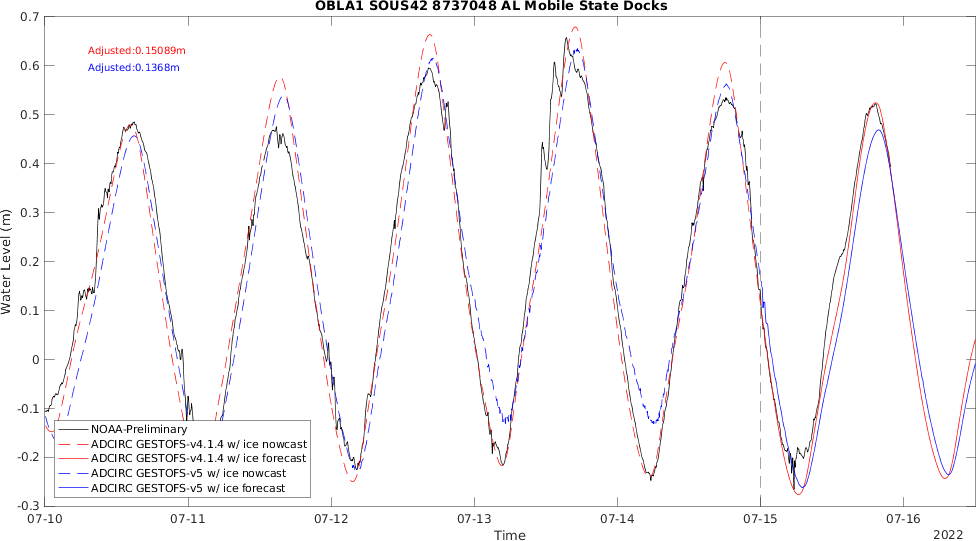 OBLA1 SOUS42 8737048 AL Mobile State Docks
0.7
0.6
0.5
0.4
0.3
0.2
0.1
0
-0.1
-0.2
-0.3
Water Level (m)
Adjusted:0.15089m
Adjusted:0.1368m
NOAA-Preliminary
ADCIRC GESTOFS-v4.1.4 w/ ice nowcast
ADCIRC GESTOFS-v4.1.4 w/ ice forecast
ADCIRC GESTOFS-v5 w/ ice nowcast
ADCIRC GESTOFS-v5 w/ ice forecast
07-10 07-11 07-12 07-13 07-14 07-15 07-16
Time
2022